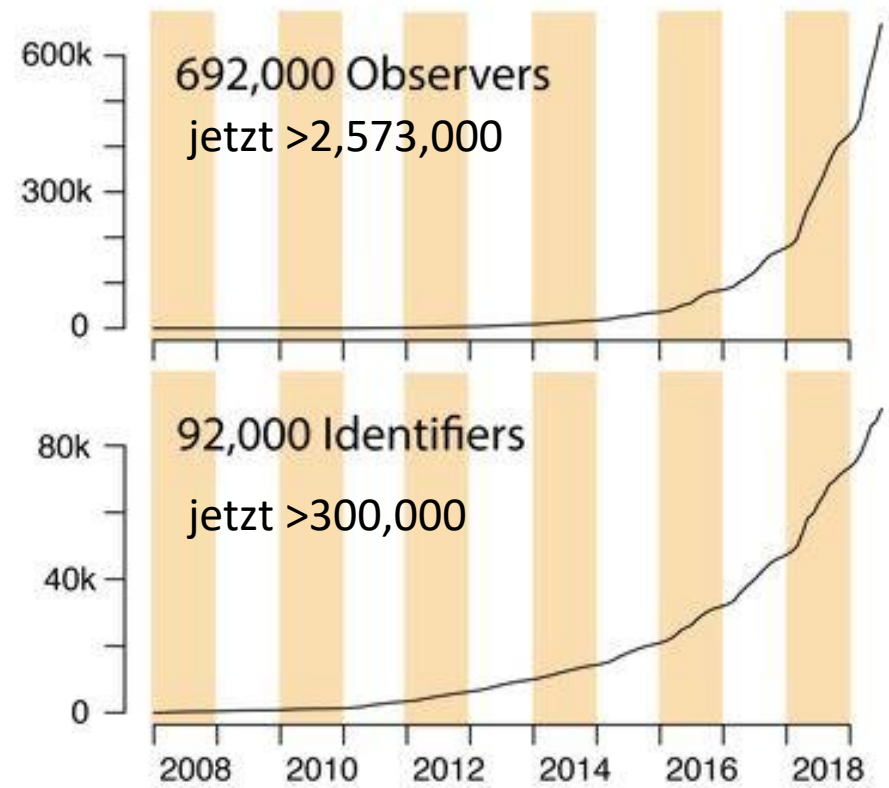 692,000 Observers
jetzt >2,573,000
600k
300k
0
92,000 Identifiers
jetzt >300,000
80k
40k
0
2008 2010 2012 2014 2016 2018